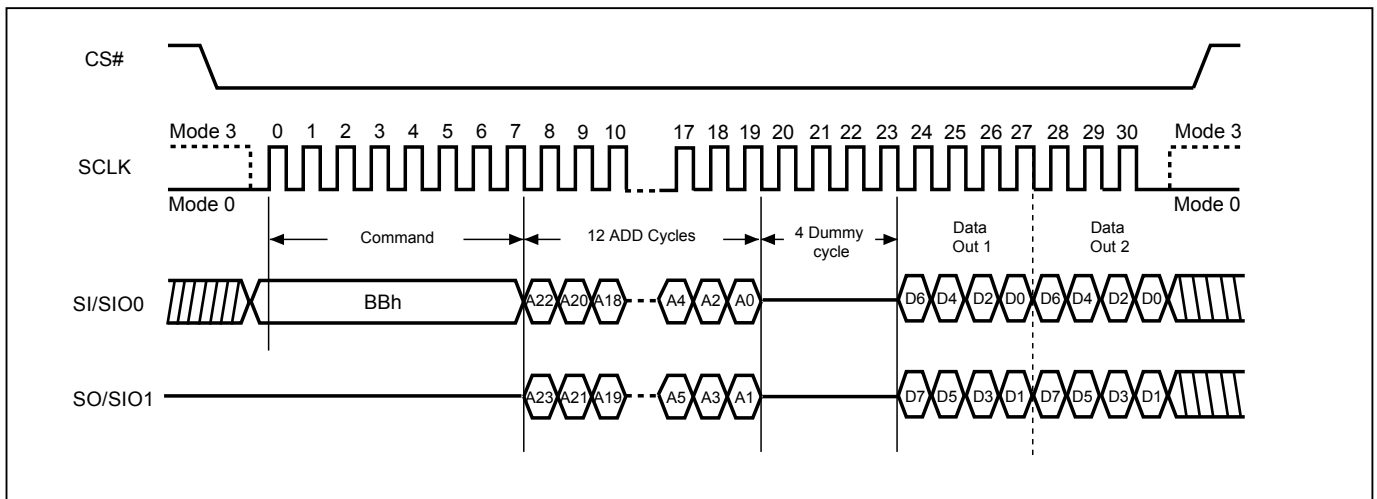 CS#
Mode 3 0 1 2 3 4 5 6 7 8 9 10 17 18 19 20 21 22 23 24 25 26 27 28 29 30 Mode 3
SCLK
Mode 0 Mode 0
Command 12 ADD Cycles 4 Dummy cycle Data Out 1 Data Out 2
SI/SIO0 BBh A22 A20 A18 A4 A2 A0 D6 D4 D2 D0 D6 D4 D2 D0
SO/SIO1 A23 A21 A19 A5 A3 A1 D7 D5 D3 D1 D7 D5 D3 D1